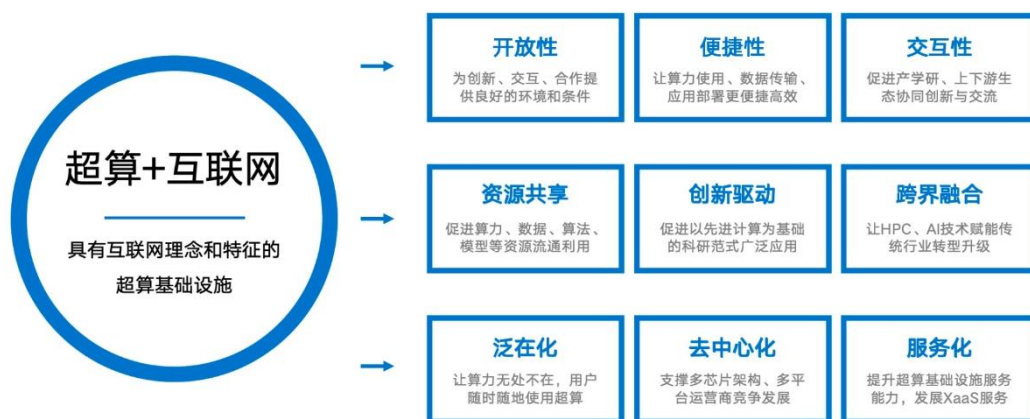 超算+互联网
具有互联网理念和特征的
超算基础设施
开放性
为创新、交互、合作提
供良好的环境和条件
便捷性
让算力使用、数据传输、
应用部署更便捷高效
交互性
促进产学研、上下游生
态协同创新与交流
资源共享
促进算力、数据、算法、
模型等资源流通利用
创新驱动
促进以先进计算为基础
的科研范式广泛应用
跨界融合
让HPC、AI技术赋能传
统行业转型升级
泛在化
让算力无处不在，用户
随时随地使用超算
去中心化
支撑多芯片架构、多平
台运营商竞争发展
服务化
提升超算基础设施服务
能力，发展XaaS服务